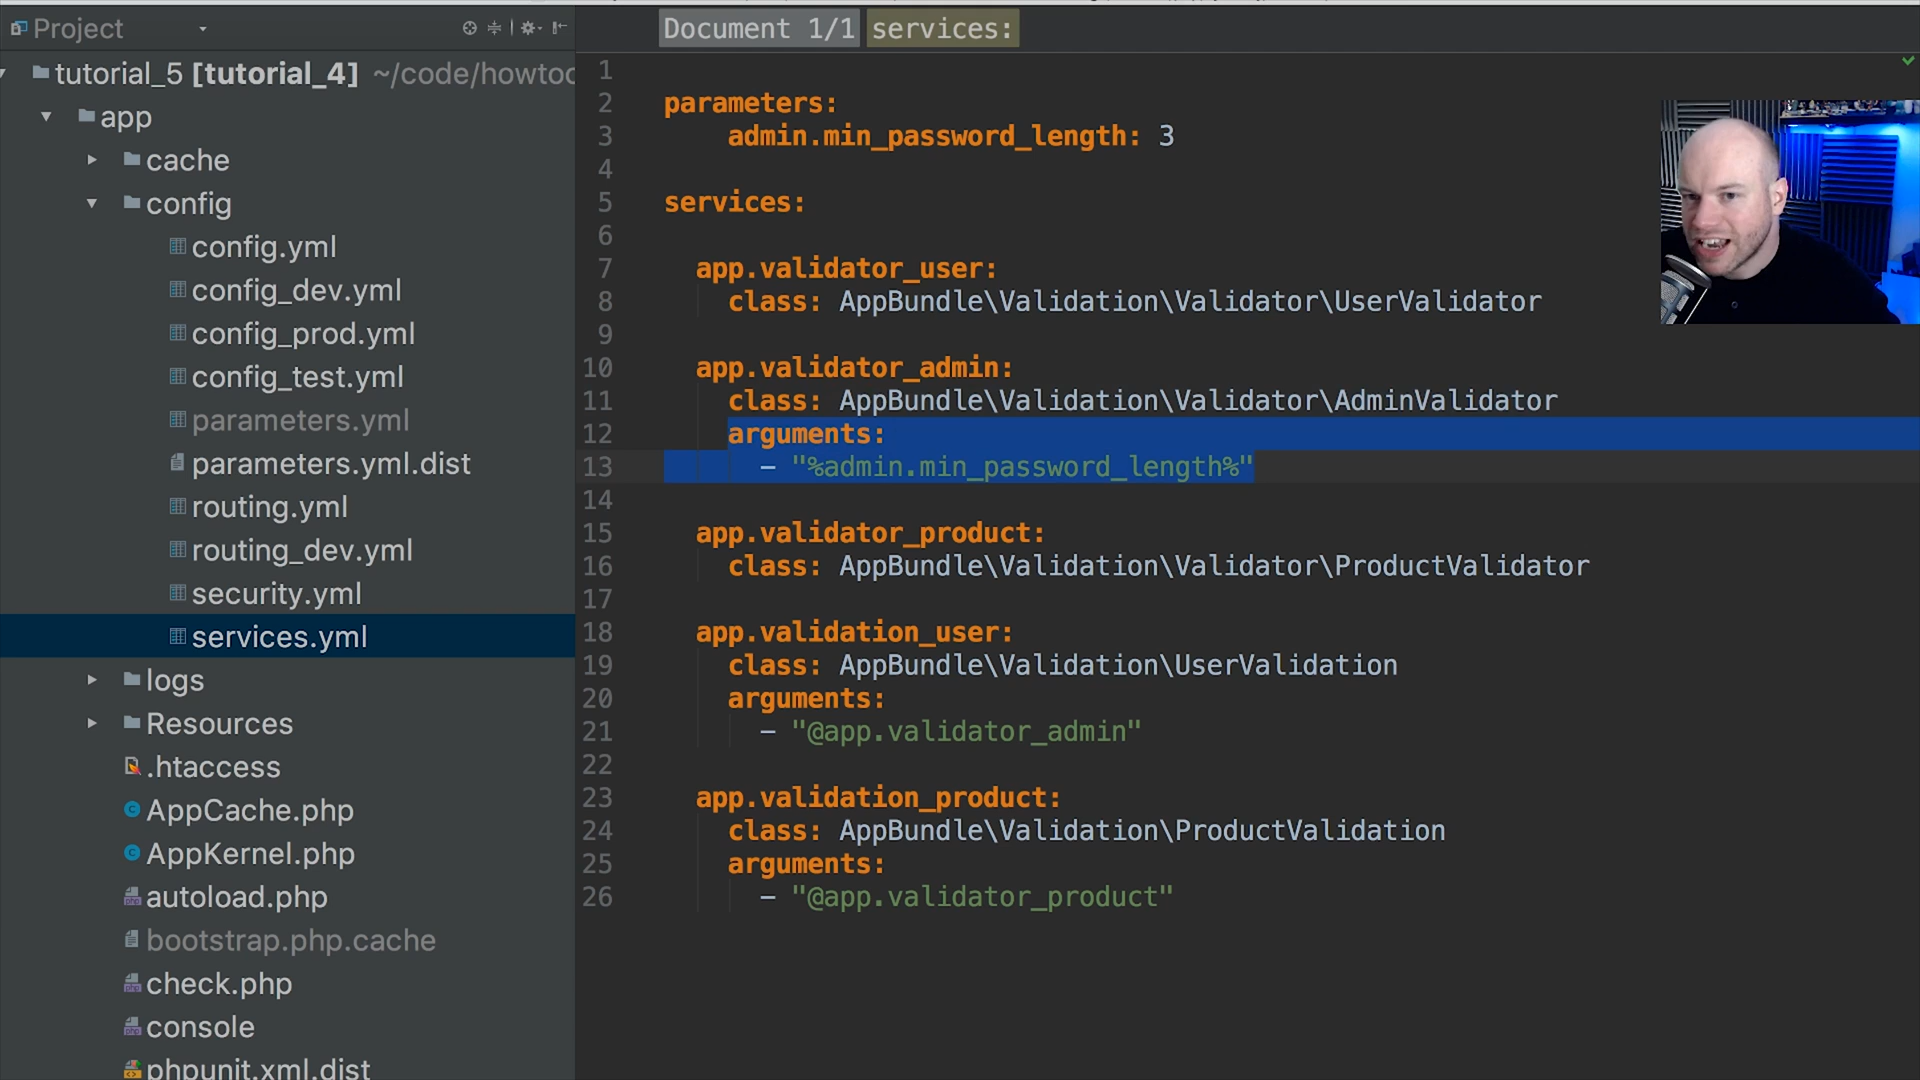 Project
Document 1/1 services:
tutorial_5 [tutorial_4] ~/code/howtoc
app
cache
config
config.yml
config_dev.yml
config_prod.yml
config_test.yml
parameters.yml
parameters.yml.dist
routing.yml
routing_dev.yml
security.yml
services.yml
logs
Resources
.htaccess
AppCache.php
AppKernel.php
autoload.php
bootstrap.php.cache
check.php
console
phpunit.xml.dist
1
2 parameters:
3 admin.min_password_length: 3
4
5 services:
6
7 app.validator_user:
8 class: AppBundle\Validation\Validator\UserValidator
9
10 app.validator_admin:
11 class: AppBundle\Validation\Validator\AdminValidator
12 arguments:
13 - "%admin.min_password_length%"
14
15 app.validator_product:
16 class: AppBundle\Validation\Validator\ProductValidator
17
18 app.validation_user:
19 class: AppBundle\Validation\UserValidation
20 arguments:
21 - "@app.validator_admin"
22
23 app.validation_product:
24 class: AppBundle\Validation\ProductValidation
25 arguments:
26 - "@app.validator_product"